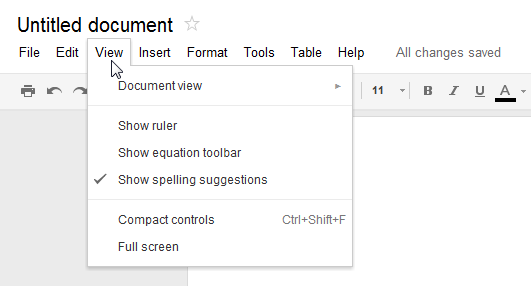 Untitled document
File Edit View Insert Format Tools Table Help All changes saved
11 B I U A
Document view
Show ruler
Show equation toolbar
Show spelling suggestions
Compact controls Ctrl+Shift+F
Full screen